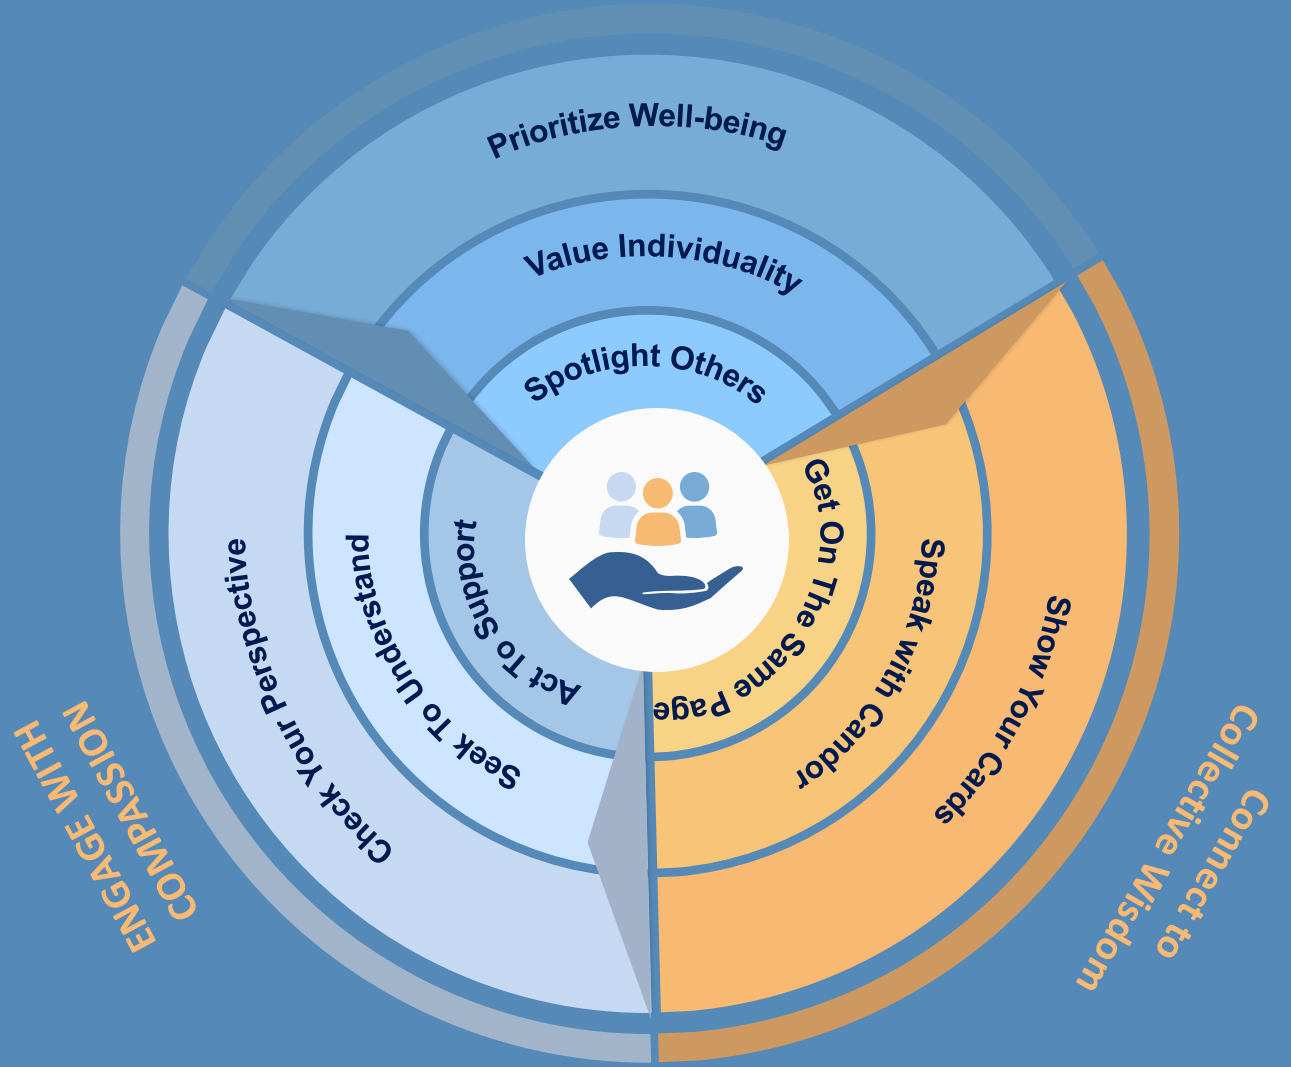 Prioritize Well-being
Value Individuality
Spotlight Others
Get On The Same Page
Speak with Candor
Show Your Cards
Connect to
Collective Wisdom
Act To Support
Seek To Understand
Check Your Perspective
ENGAGE WITH
COMPASSION